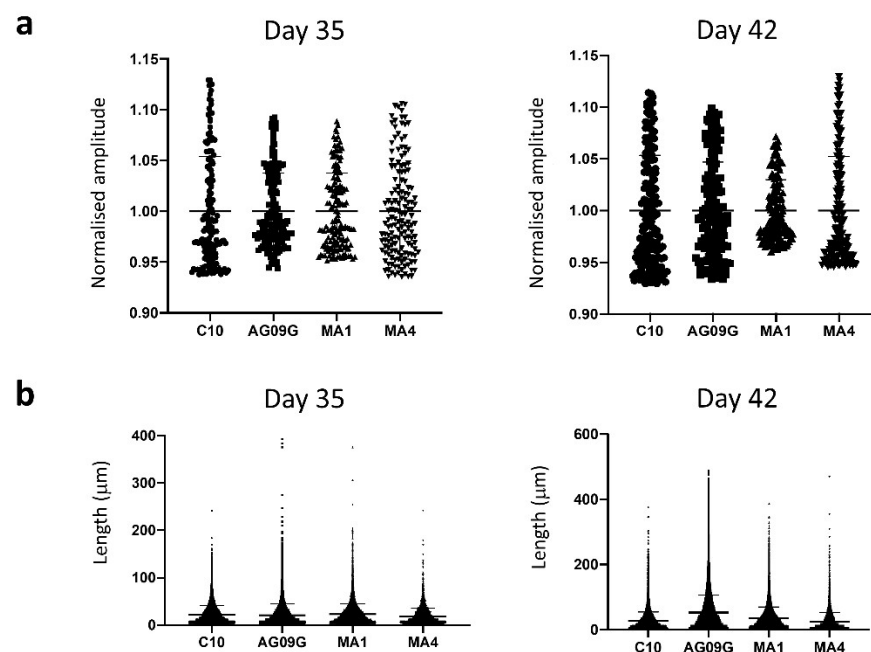 a
Day 35
Day 42
Normalised amplitude
1.15
1.10
1.05
1.00
0.95
0.90
C10 AG09G MA1 MA4
Normalised amplitude
1.15
1.10
1.05
1.00
0.95
0.90
C10 AG09G MA1 MA4
b
Day 35
Day 42
Length (μm)
400
300
200
100
0
C10 AG09G MA1 MA4
Length (μm)
600
400
200
0
C10 AG09G MA1 MA4